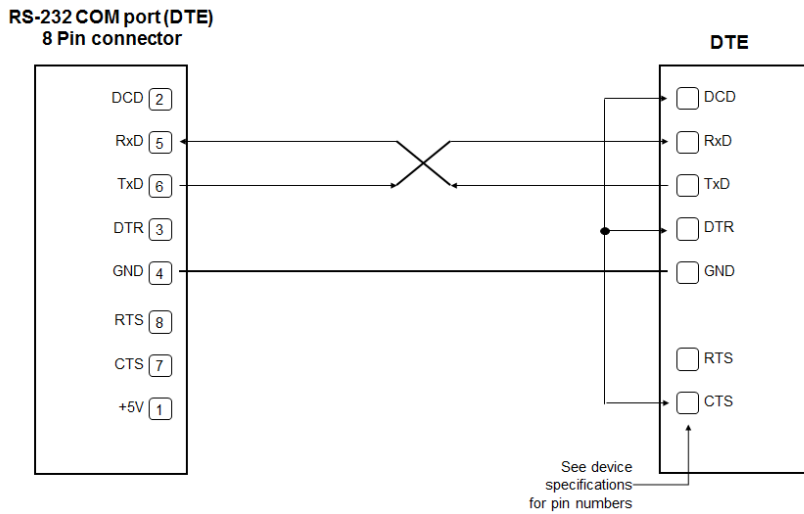 RS-232 COM port (DTE)
8 Pin connector
DTE
DCD 2
DCD
RxD 5
RxD
TxD 6
TxD
DTR 3
DTR
GND 4
GND
RTS 8
RTS
CTS 7
CTS
+5V 1
See device
specifications
for pin numbers